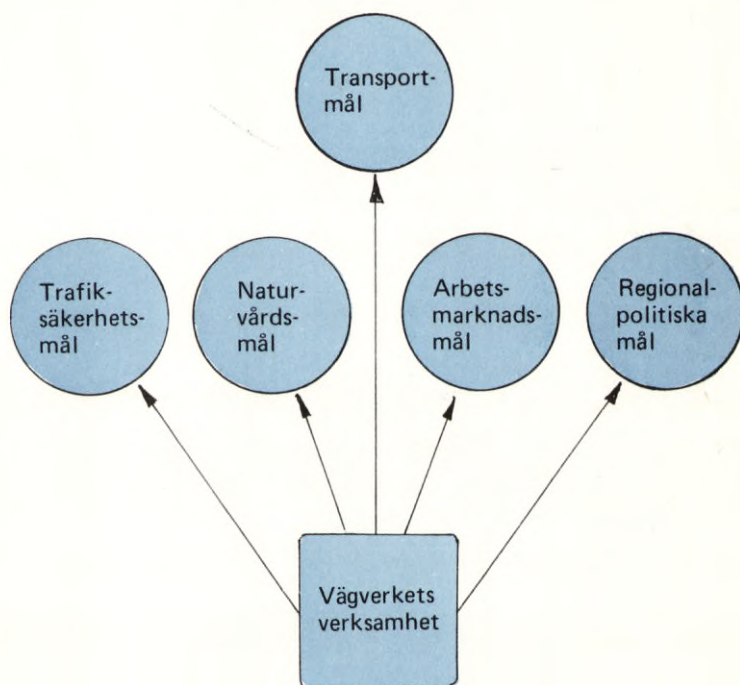 Transport-
mål
Trafik-
säkerhets-
mål
Natur-
vårds-
mål
Arbets-
marknads-
mål
Regional-
politiska
mål
Vägverkets
verksamhet